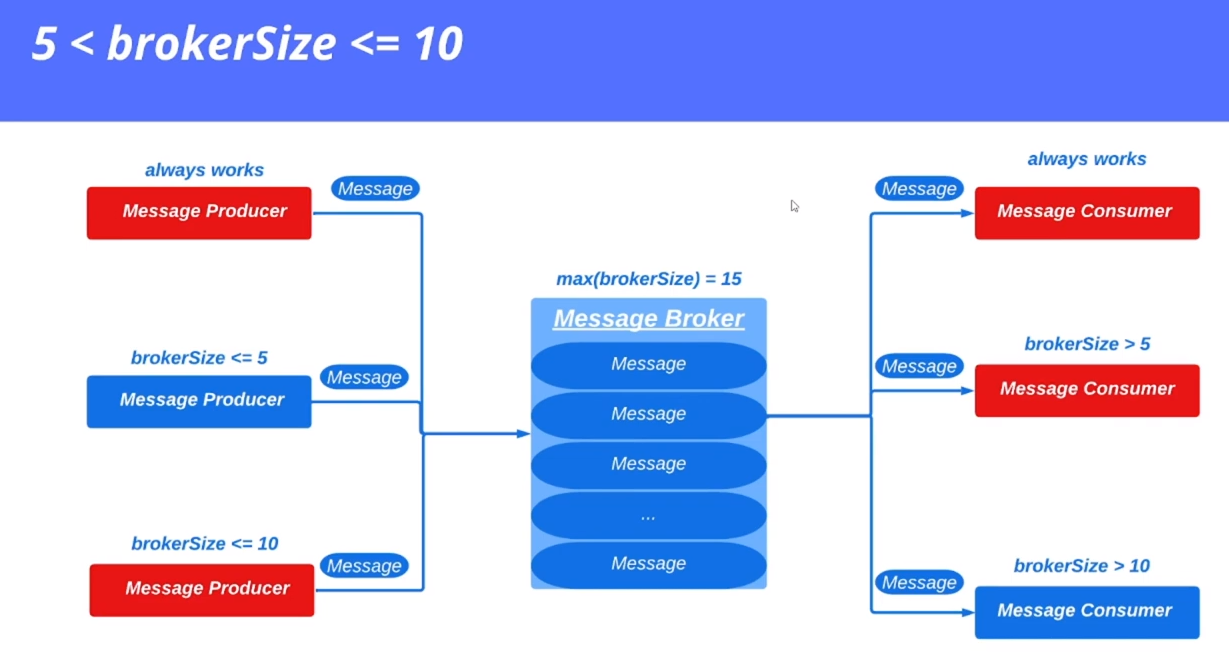 5 < brokerSize <= 10
always works
Message Producer
Message
brokerSize <= 5
Message Producer
Message
brokerSize <= 10
Message Producer
Message
max(brokerSize) = 15
Message Broker
Message
Message
Message
...
Message
always works
Message
Message Consumer
brokerSize > 5
Message
Message Consumer
brokerSize > 10
Message
Message Consumer